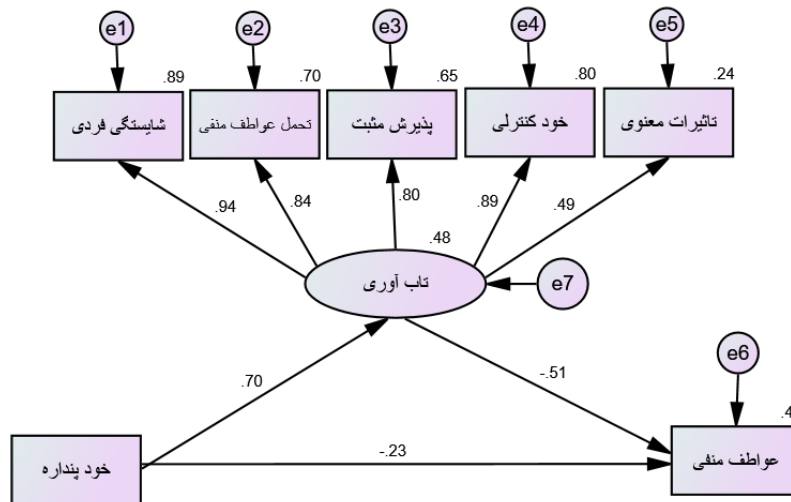 e1 e2 e3 e4 e5
.89 .70 .65 .80 .24
شایستگی فردی
تحمل عواطف منفی
پذیرش مثبت
خود کنترلی
تاثیرات معنوی
.94 .84 .80 .89 .49
.48
تاب آوری
e7
e6
.70 -.51
.4
خود پنداره
-.23
عواطف منفی